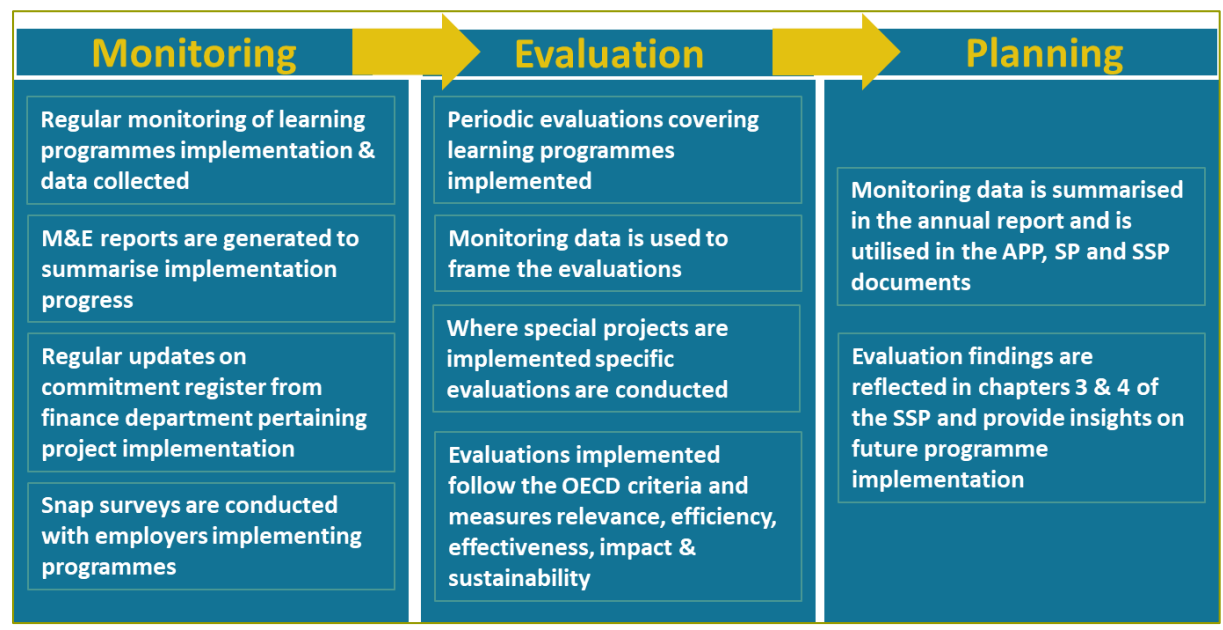 Monitoring
Evaluation
Planning
Regular monitoring of learning
programmes implementation &
data collected
M&E reports are generated to
summarise implementation
progress
Regular updates on
commitment register from
finance department pertaining
project implementation
Snap surveys are conducted
with employers implementing
programmes
Periodic evaluations covering
learning programmes
implemented
Monitoring data is used to
frame the evaluations
Where special projects are
implemented specific
evaluations are conducted
Evaluations implemented
follow the OECD criteria and
measures relevance, efficiency,
effectiveness, impact &
sustainability
Monitoring data is summarised
in the annual report and is
utilised in the APP, SP and SSP
documents
Evaluation findings are
reflected in chapters 3 & 4 of
the SSP and provide insights on
future programme
implementation